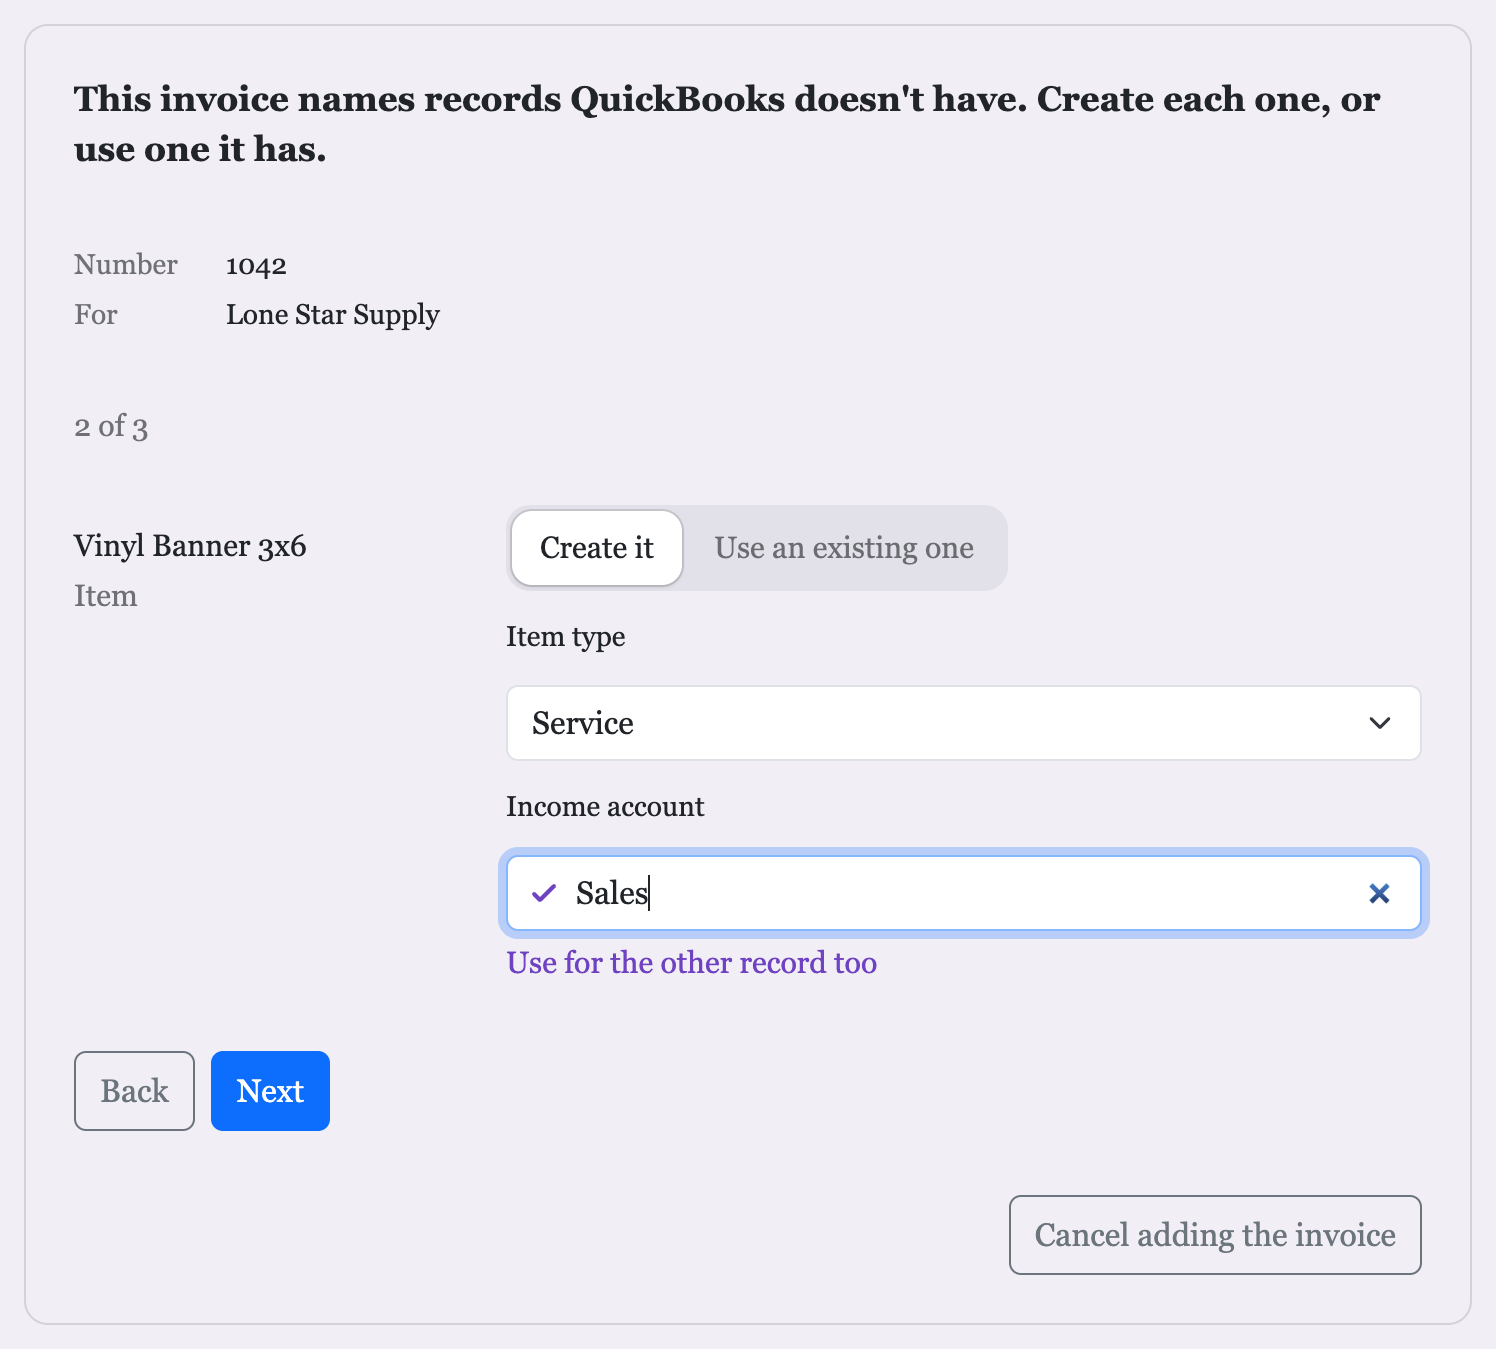 This invoice names records QuickBooks doesn't have. Create each one, or
use one it has.
Number 1042
For Lone Star Supply
2 of 3
Vinyl Banner 3x6
Item
Create it Use an existing one
Item type
Service
Income account
Sales
Use for the other record too
Back Next
Cancel adding the invoice